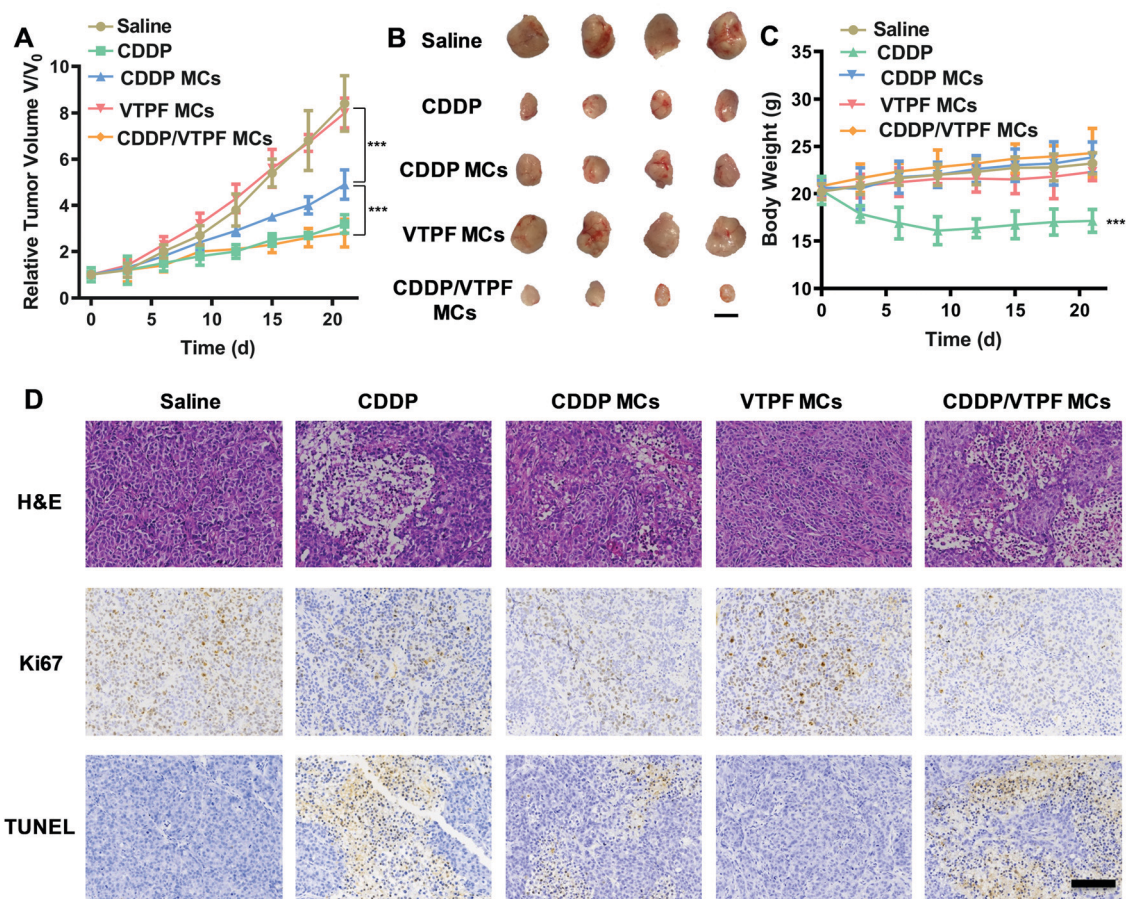 A
Saline
CDDP
CDDP MCs
VTPF MCs
CDDP/VTPF MCs
Relative Tumor Volume V/V₀
10
8
6
4
2
0
0
5
10
15
20
Time (d)
***
***
B
Saline
CDDP
CDDP MCs
VTPF MCs
CDDP/VTPF
MCs
C
Saline
CDDP
CDDP MCs
VTPF MCs
CDDP/VTPF MCs
Body Weight (g)
35
30
25
20
15
10
0
5
10
15
20
Time (d)
***
D
Saline
CDDP
CDDP MCs
VTPF MCs
CDDP/VTPF MCs
H&E
Ki67
TUNEL